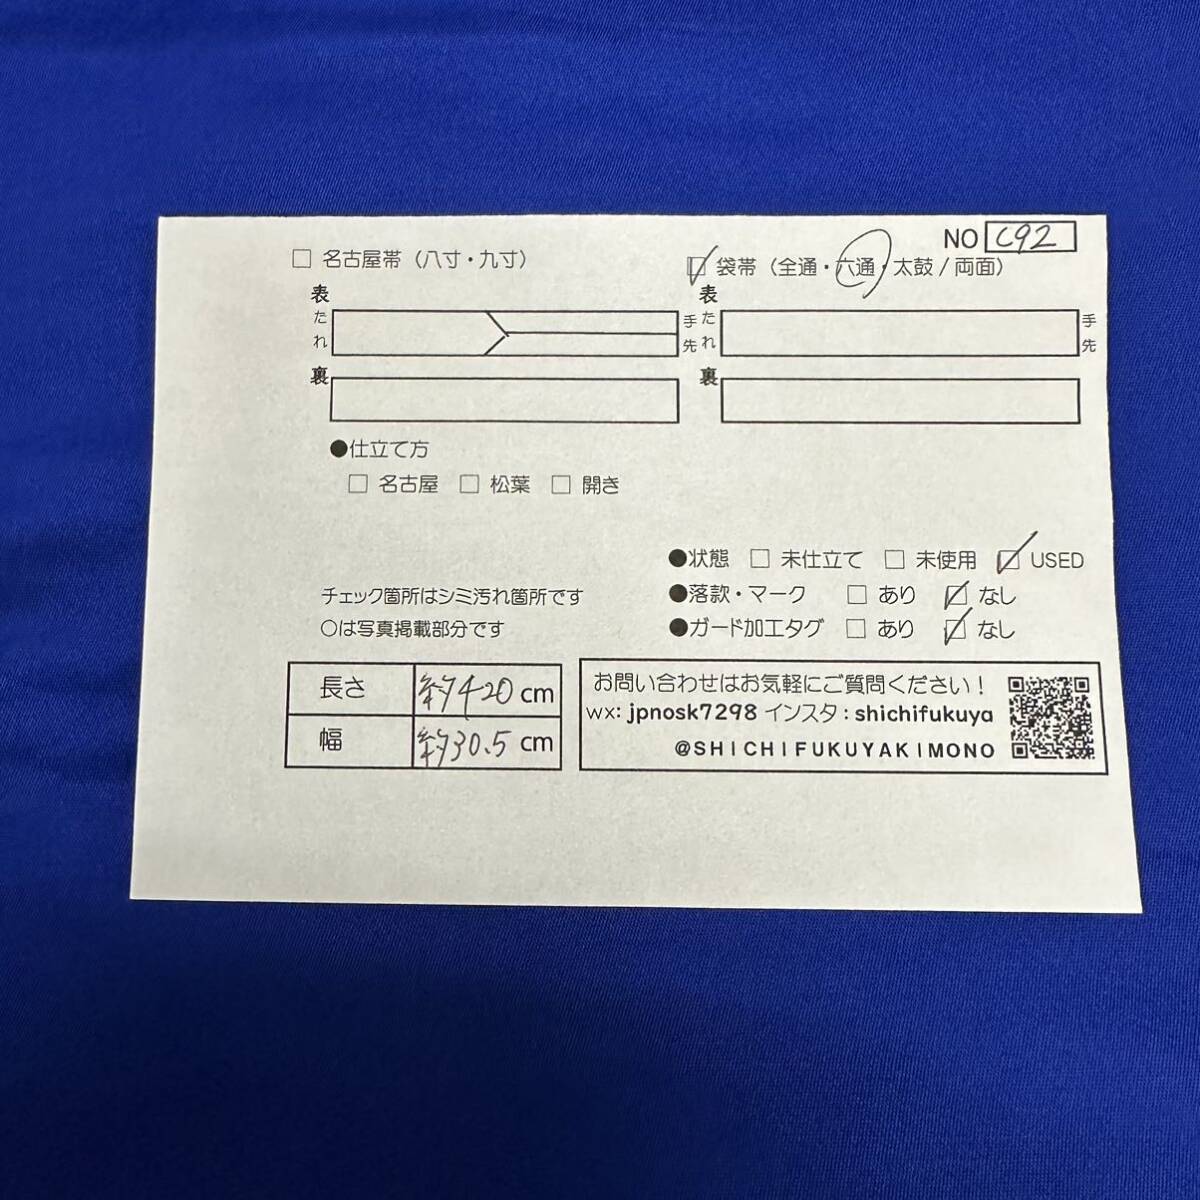 NO C92
□ 名古屋帯（八寸・九寸）
☑ 袋帯（全通・六通・太鼓/両面）
表
たれ
手先
裏
表
たれ
手先
裏
●仕立て方
□ 名古屋 □ 松葉 □ 開き
●状態 □ 未仕立て □ 未使用 ☑ USED
●落款・マーク □ あり ☑ なし
●ガード加工タグ □ あり ☑ なし
チェック箇所はシミ汚れ箇所です
○は写真掲載部分です
長さ 約420cm
幅 約30.5cm
お問い合わせはお気軽にご質問ください！
wx: jpnosk7298 インスタ：shichifukuya
@SHICHIFUKUYAKIMONO